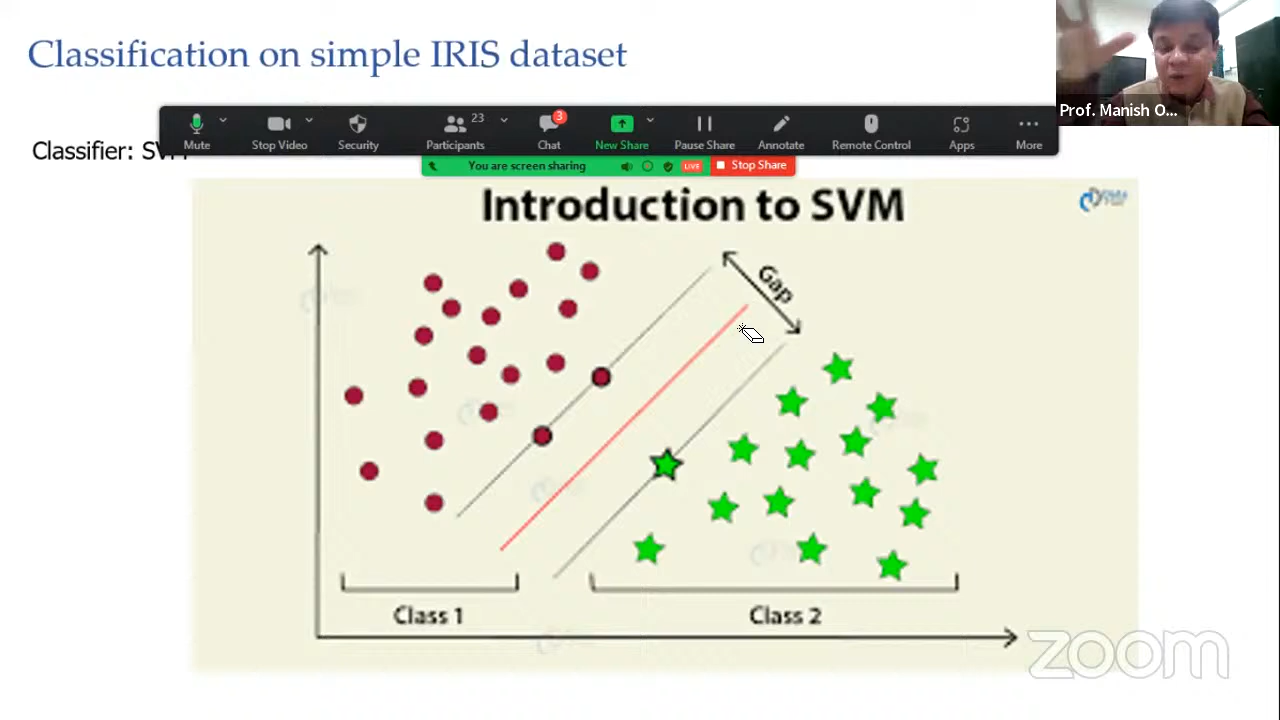 Classification on simple IRIS dataset
Prof. Manish O...
Mute
Stop Video
Security
23
Participants
3
Chat
New Share
Pause Share
Annotate
Remote Control
Apps
More
Classifier: SVM
You are screen sharing
LIVE
Stop Share
Introduction to SVM
Gap
Class 1
Class 2
zoom